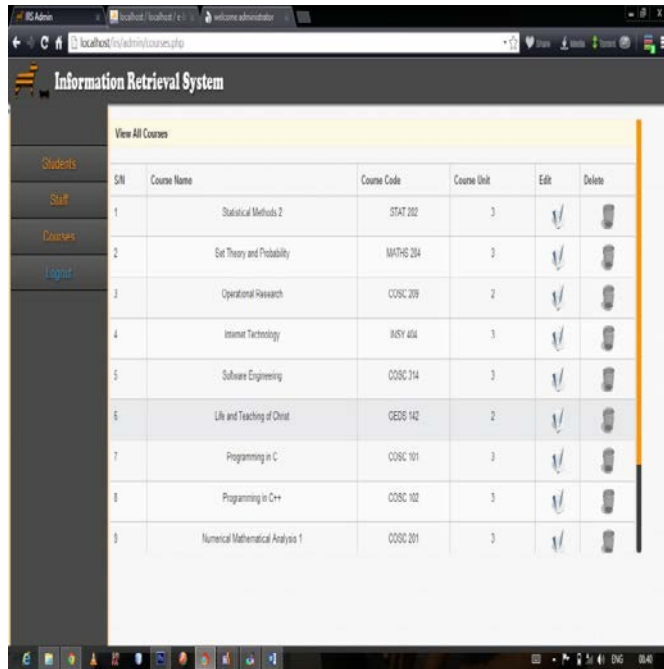 IRS Admin
localhost / localhost / e-li
welcome administrator
localhost/irs/admin/courses.php
Share
Torrent
Information Retrieval System
Students
Staff
Courses
Logout
View All Courses
S/N Course Name Course Code Course Unit Edit Delete
1 Statistical Methods 2 STAT 202 3
2 Set Theory and Probability MATHS 204 3
3 Operational Research COSC 209 2
4 Internet Technology INSY 404 3
5 Software Engineering COSC 314 3
6 Life and Teaching of Christ GEDS 142 2
7 Programming in C COSC 101 3
8 Programming in C++ COSC 102 3
9 Numerical Mathematical Analysis 1 COSC 201 3
ENG